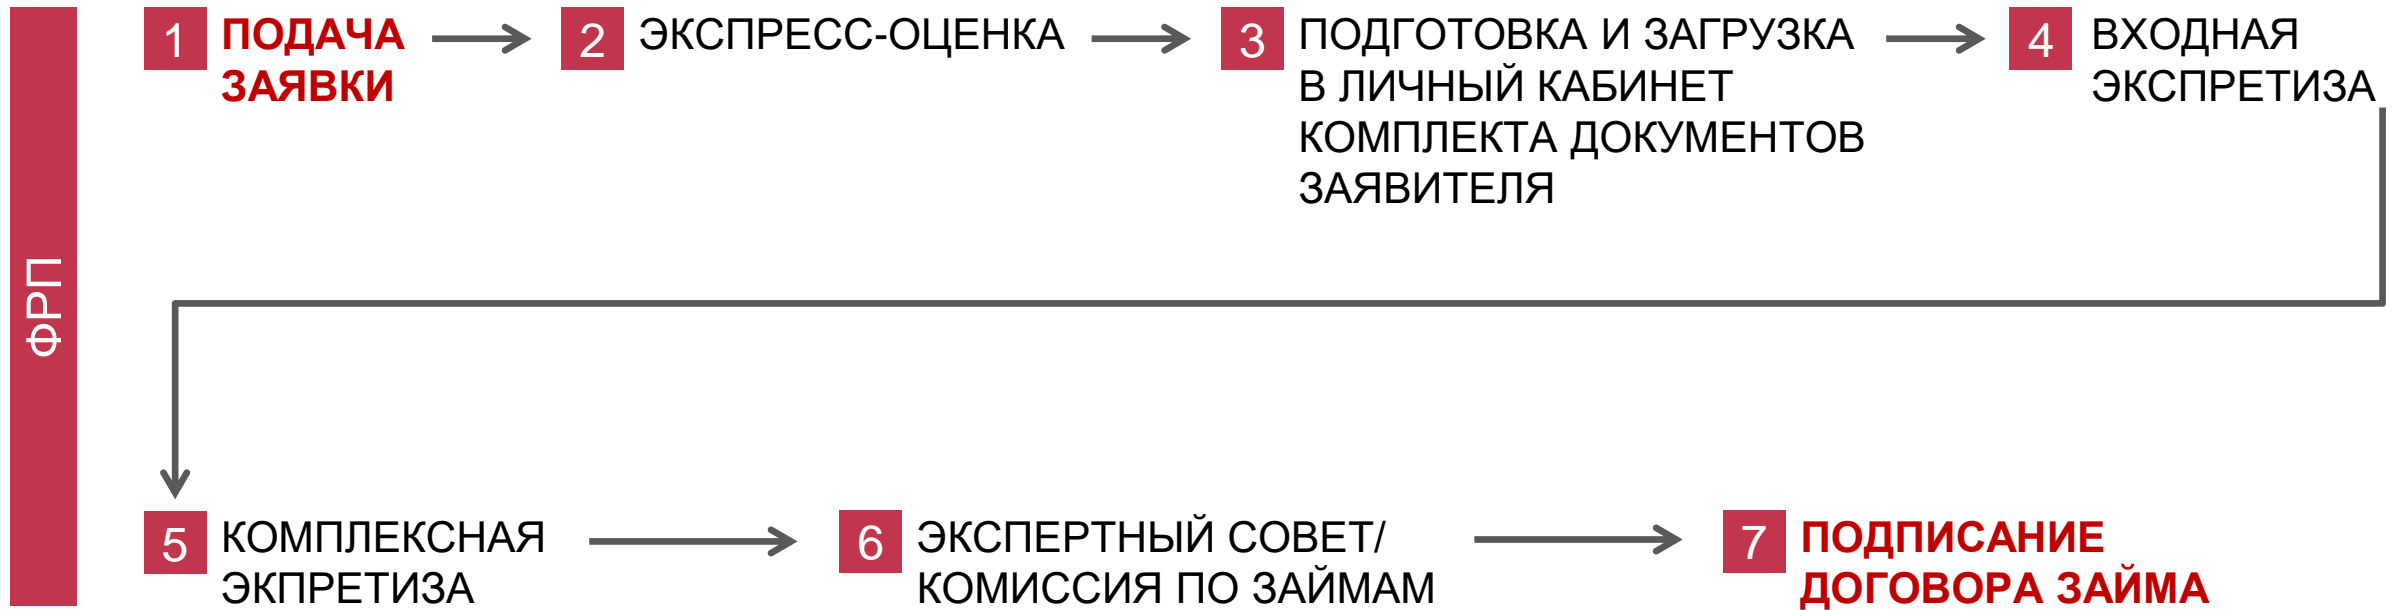 ФРП
1 ПОДАЧА
ЗАЯВКИ
2 ЭКСПРЕСС-ОЦЕНКА
3 ПОДГОТОВКА И ЗАГРУЗКА
В ЛИЧНЫЙ КАБИНЕТ
КОМПЛЕКТА ДОКУМЕНТОВ
ЗАЯВИТЕЛЯ
4 ВХОДНАЯ
ЭКСПРЕТИЗА
5 КОМПЛЕКСНАЯ
ЭКПРЕТИЗА
6 ЭКСПЕРТНЫЙ СОВЕТ/
КОМИССИЯ ПО ЗАЙМАМ
7 ПОДПИСАНИЕ
ДОГОВОРА ЗАЙМА